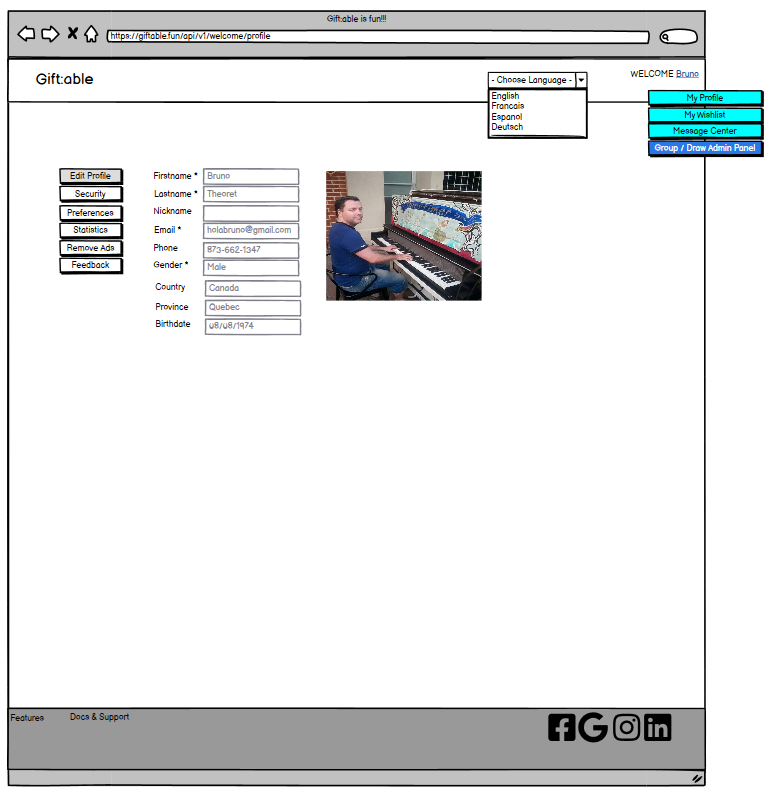 Gift:able is fun!!!
https://giftable.fun/api/v1/welcome/profile
Gift:able
- Choose Language -
English
Francais
Espanol
Deutsch
WELCOME Bruno
My Profile
My Wishlist
Message Center
Group / Draw Admin Panel
Edit Profile
Security
Preferences
Statistics
Remove Ads
Feedback
Firstname * Bruno
Lastname * Theoret
Nickname
Email * holabruno@gmail.com
Phone 873-662-1347
Gender * Male
Country Canada
Province Quebec
Birthdate 08/08/1974
Features
Docs & Support